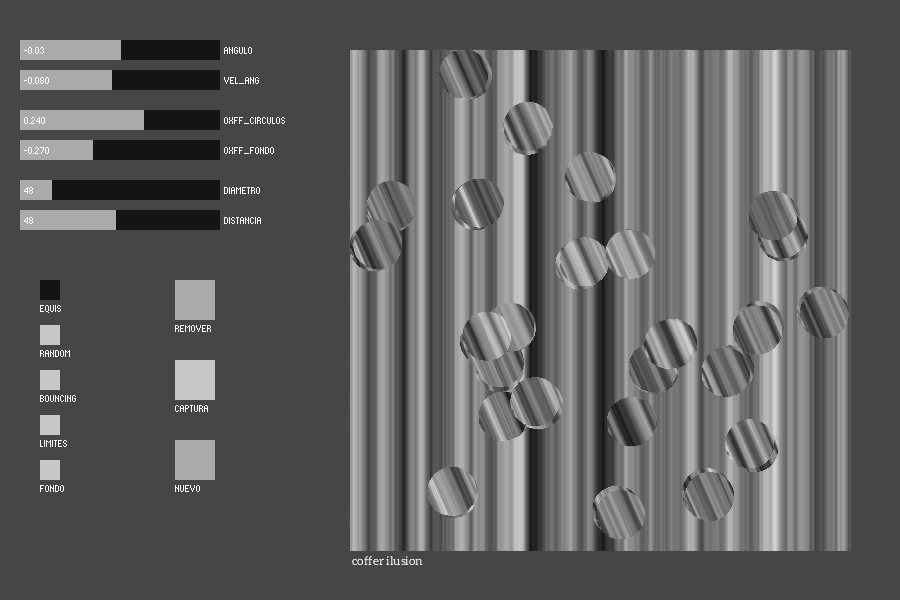 -0.03 ANGULO
-0.080 VEL_ANG
0.240 OXFF_CIRCULOS
-0.270 OXFF_FONDO
48 DIAMETRO
48 DISTANCIA
EQUIS
RANDOM
BOUNCING
LIMITES
FONDO
REMOVER
CAPTURA
NUEVO
coffer ilusion